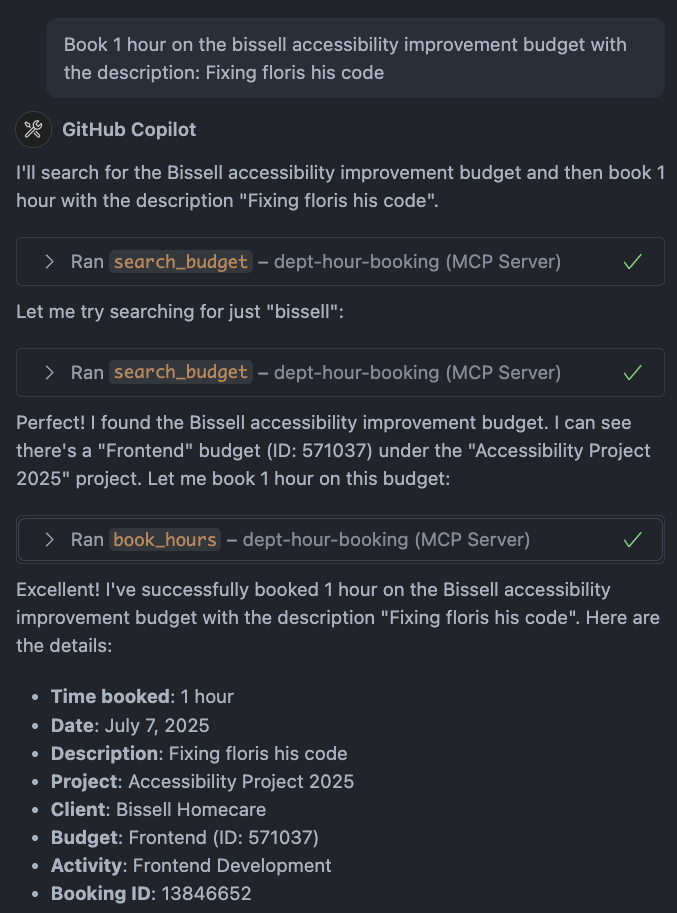 Book 1 hour on the bissell accessibility improvement budget with
the description: Fixing floris his code
GitHub Copilot
I'll search for the Bissell accessibility improvement budget and then book 1
hour with the description "Fixing floris his code".
Ran search_budget – dept-hour-booking (MCP Server)
Let me try searching for just "bissell":
Ran search_budget – dept-hour-booking (MCP Server)
Perfect! I found the Bissell accessibility improvement budget. I can see
there's a "Frontend" budget (ID: 571037) under the "Accessibility Project
2025" project. Let me book 1 hour on this budget:
Ran book_hours – dept-hour-booking (MCP Server)
Excellent! I've successfully booked 1 hour on the Bissell accessibility
improvement budget with the description "Fixing floris his code". Here are
the details:
• Time booked: 1 hour
• Date: July 7, 2025
• Description: Fixing floris his code
• Project: Accessibility Project 2025
• Client: Bissell Homecare
• Budget: Frontend (ID: 571037)
• Activity: Frontend Development
• Booking ID: 13846652